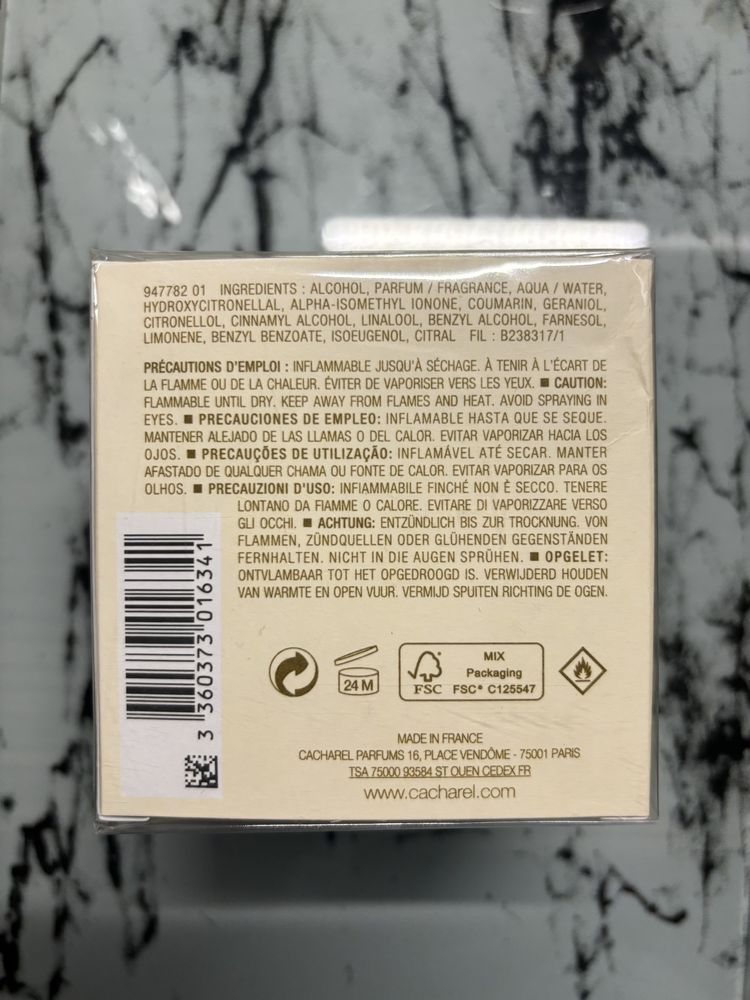 947782 01 INGREDIENTS : ALCOHOL, PARFUM / FRAGRANCE, AQUA / WATER,
HYDROXYCITRONELLAL, ALPHA-ISOMETHYL IONONE, COUMARIN, GERANIOL,
CITRONELLOL, CINNAMYL ALCOHOL, LINALOOL, BENZYL ALCOHOL, FARNESOL,
LIMONENE, BENZYL BENZOATE, ISOEUGENOL, CITRAL FIL : B238317/1
PRÉCAUTIONS D'EMPLOI : INFLAMMABLE JUSQU'À SÉCHAGE. À TENIR À L'ÉCART DE
LA FLAMME OU DE LA CHALEUR. ÉVITER DE VAPORISER VERS LES YEUX. ■ CAUTION:
FLAMMABLE UNTIL DRY. KEEP AWAY FROM FLAMES AND HEAT. AVOID SPRAYING IN
EYES. ■ PRECAUCIONES DE EMPLEO: INFLAMABLE HASTA QUE SE SEQUE.
MANTENER ALEJADO DE LAS LLAMAS O DEL CALOR. EVITAR VAPORIZAR HACIA LOS
OJOS. ■ PRECAUÇÕES DE UTILIZAÇÃO: INFLAMÁVEL ATÉ SECAR. MANTER
AFASTADO DE QUALQUER CHAMA OU FONTE DE CALOR. EVITAR VAPORIZAR PARA OS
OLHOS. ■ PRECAUZIONI D'USO: INFIAMMABILE FINCHÉ NON È SECCO. TENERE
LONTANO DA FIAMME O CALORE. EVITARE DI VAPORIZZARE VERSO
GLI OCCHI. ■ ACHTUNG: ENTZÜNDLICH BIS ZUR TROCKNUNG. VON
FLAMMEN, ZÜNDQUELLEN ODER GLÜHENDEN GEGENSTÄNDEN
FERNHALTEN. NICHT IN DIE AUGEN SPRÜHEN. ■ OPGELET:
ONTVLAMBAAR TOT HET OPGEDROOGD IS. VERWIJDERD HOUDEN
VAN WARMTE EN OPEN VUUR. VERMIJD SPUITEN RICHTING DE OGEN.
3 360373 016341
24 M
FSC
MIX
Packaging
FSC® C125547
MADE IN FRANCE
CACHAREL PARFUMS 16, PLACE VENDÔME - 75001 PARIS
TSA 75000 93584 ST OUEN CEDEX FR
www.cacharel.com